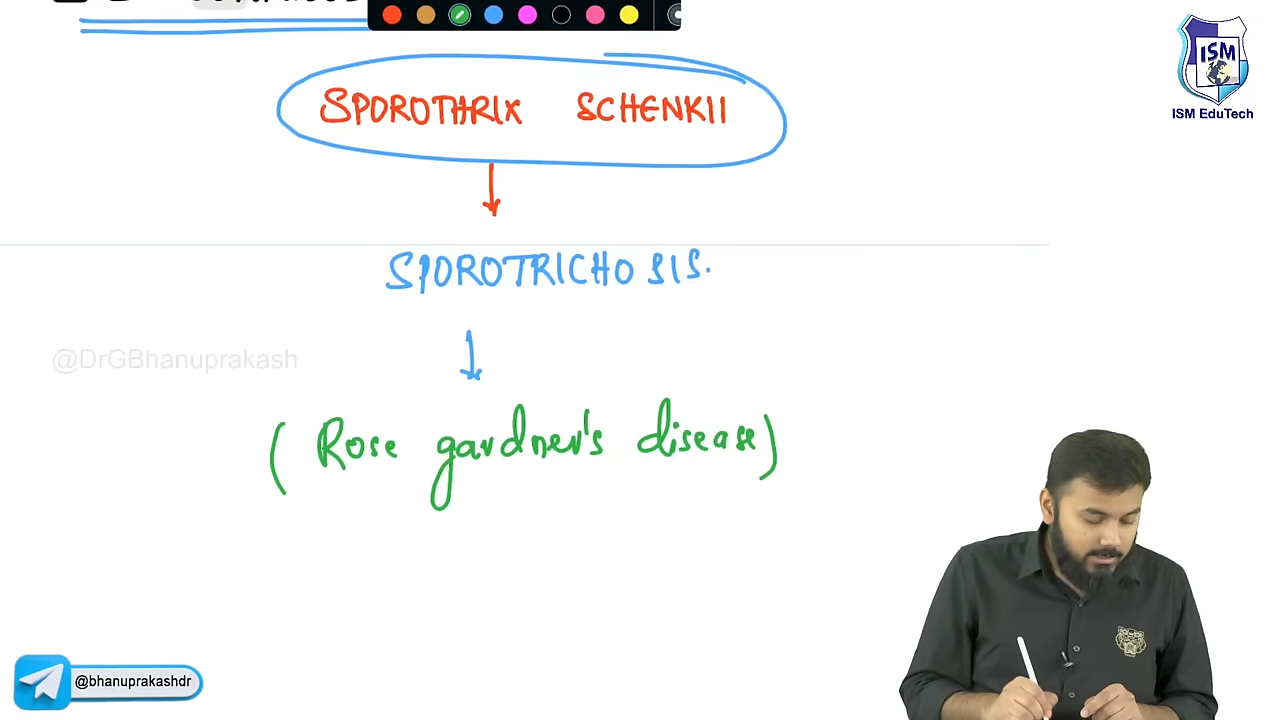 ISM
ISM EduTech
SPOROTHRIX SCHENKII
SPOROTRICHOSIS.
@DrGBhanuprakash
( Rose gardner's disease)
@bhanuprakashdr